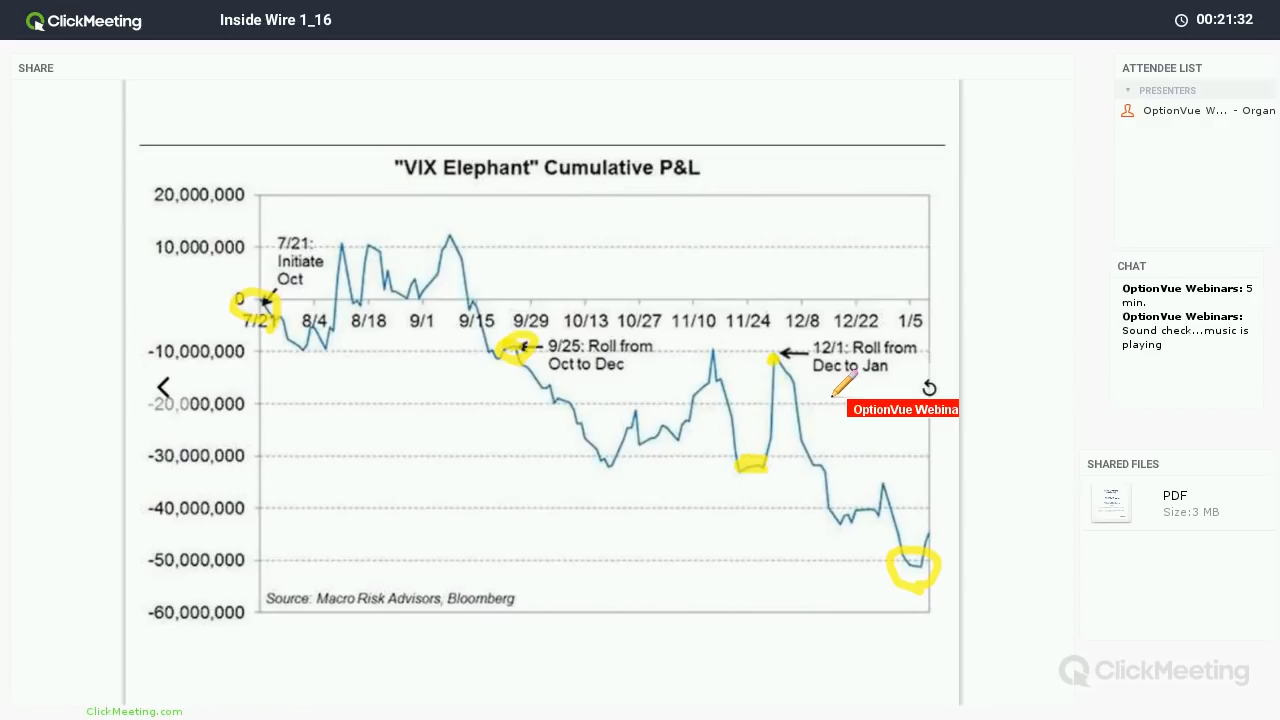 ClickMeeting
Inside Wire 1_16
00:21:32
SHARE
"VIX Elephant" Cumulative P&L
20,000,000
10,000,000
0
-10,000,000
-20,000,000
-30,000,000
-40,000,000
-50,000,000
-60,000,000
7/21:
Initiate
Oct
7/21 8/4 8/18 9/1 9/15 9/29 10/13 10/27 11/10 11/24 12/8 12/22 1/5
9/25: Roll from
Oct to Dec
12/1: Roll from
Dec to Jan
OptionVue Webina
Source: Macro Risk Advisors, Bloomberg
ATTENDEE LIST
PRESENTERS
OptionVue W... - Organ
CHAT
OptionVue Webinars: 5
min.
OptionVue Webinars:
Sound check...music is
playing
SHARED FILES
PDF
Size:3 MB
ClickMeeting
ClickMeeting.com